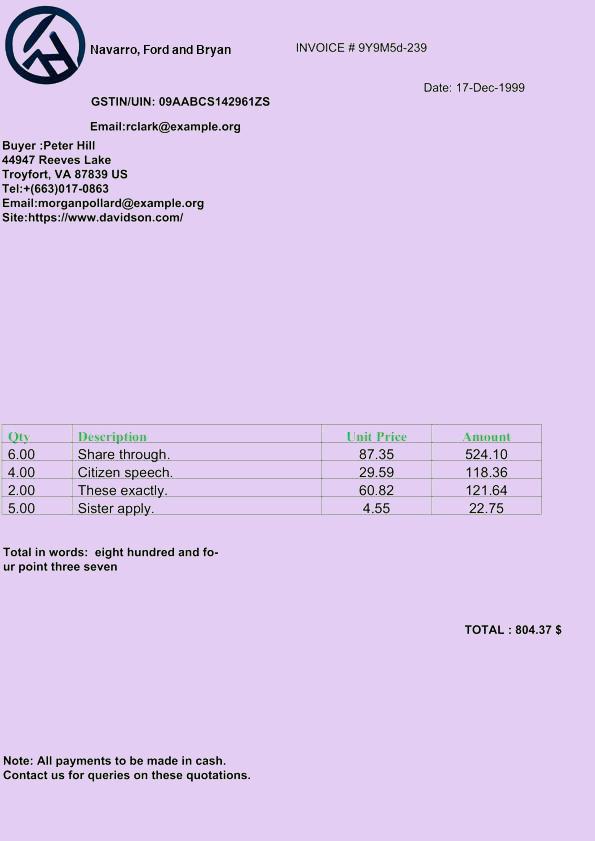 Navarro, Ford and Bryan
INVOICE # 9Y9M5d-239
Date: 17-Dec-1999
GSTIN/UIN: 09AABCS142961ZS
Email:rclark@example.org
Buyer :Peter Hill
44947 Reeves Lake
Troyfort, VA 87839 US
Tel:+(663)017-0863
Email:morganpollard@example.org
Site:https://www.davidson.com/
Qty Description Unit Price Amount
6.00 Share through. 87.35 524.10
4.00 Citizen speech. 29.59 118.36
2.00 These exactly. 60.82 121.64
5.00 Sister apply. 4.55 22.75
Total in words:  eight hundred and fo-
ur point three seven
TOTAL : 804.37 $
Note: All payments to be made in cash.
Contact us for queries on these quotations.